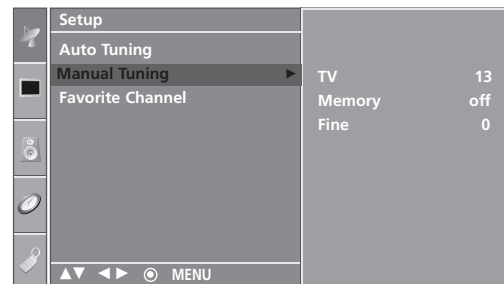 Setup
Auto Tuning
Manual Tuning ▶
Favorite Channel
TV 13
Memory off
Fine 0
▲▼ ◀▶ ◉ MENU